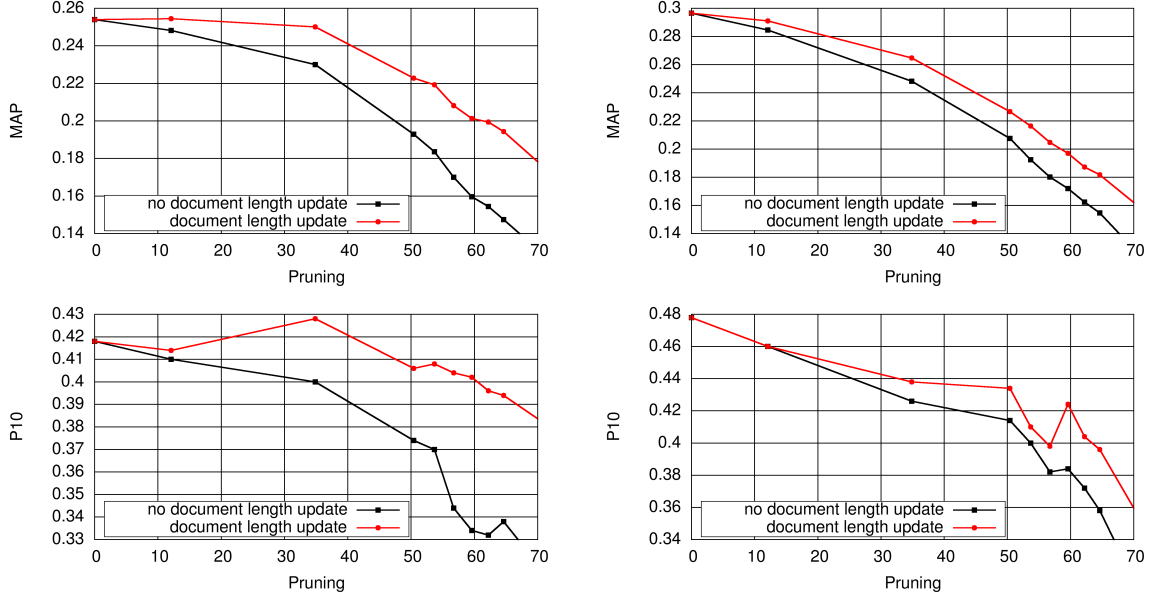 0.26
0.24
0.22
0.2
0.18
0.16
0.14
MAP
no document length update
document length update
0 10 20 30 40 50 60 70
Pruning
0.3
0.28
0.26
0.24
0.22
0.2
0.18
0.16
0.14
MAP
no document length update
document length update
0 10 20 30 40 50 60 70
Pruning
0.43
0.42
0.41
0.4
0.39
0.38
0.37
0.36
0.35
0.34
0.33
P10
no document length update
document length update
0 10 20 30 40 50 60 70
Pruning
0.48
0.46
0.44
0.42
0.4
0.38
0.36
0.34
P10
no document length update
document length update
0 10 20 30 40 50 60 70
Pruning